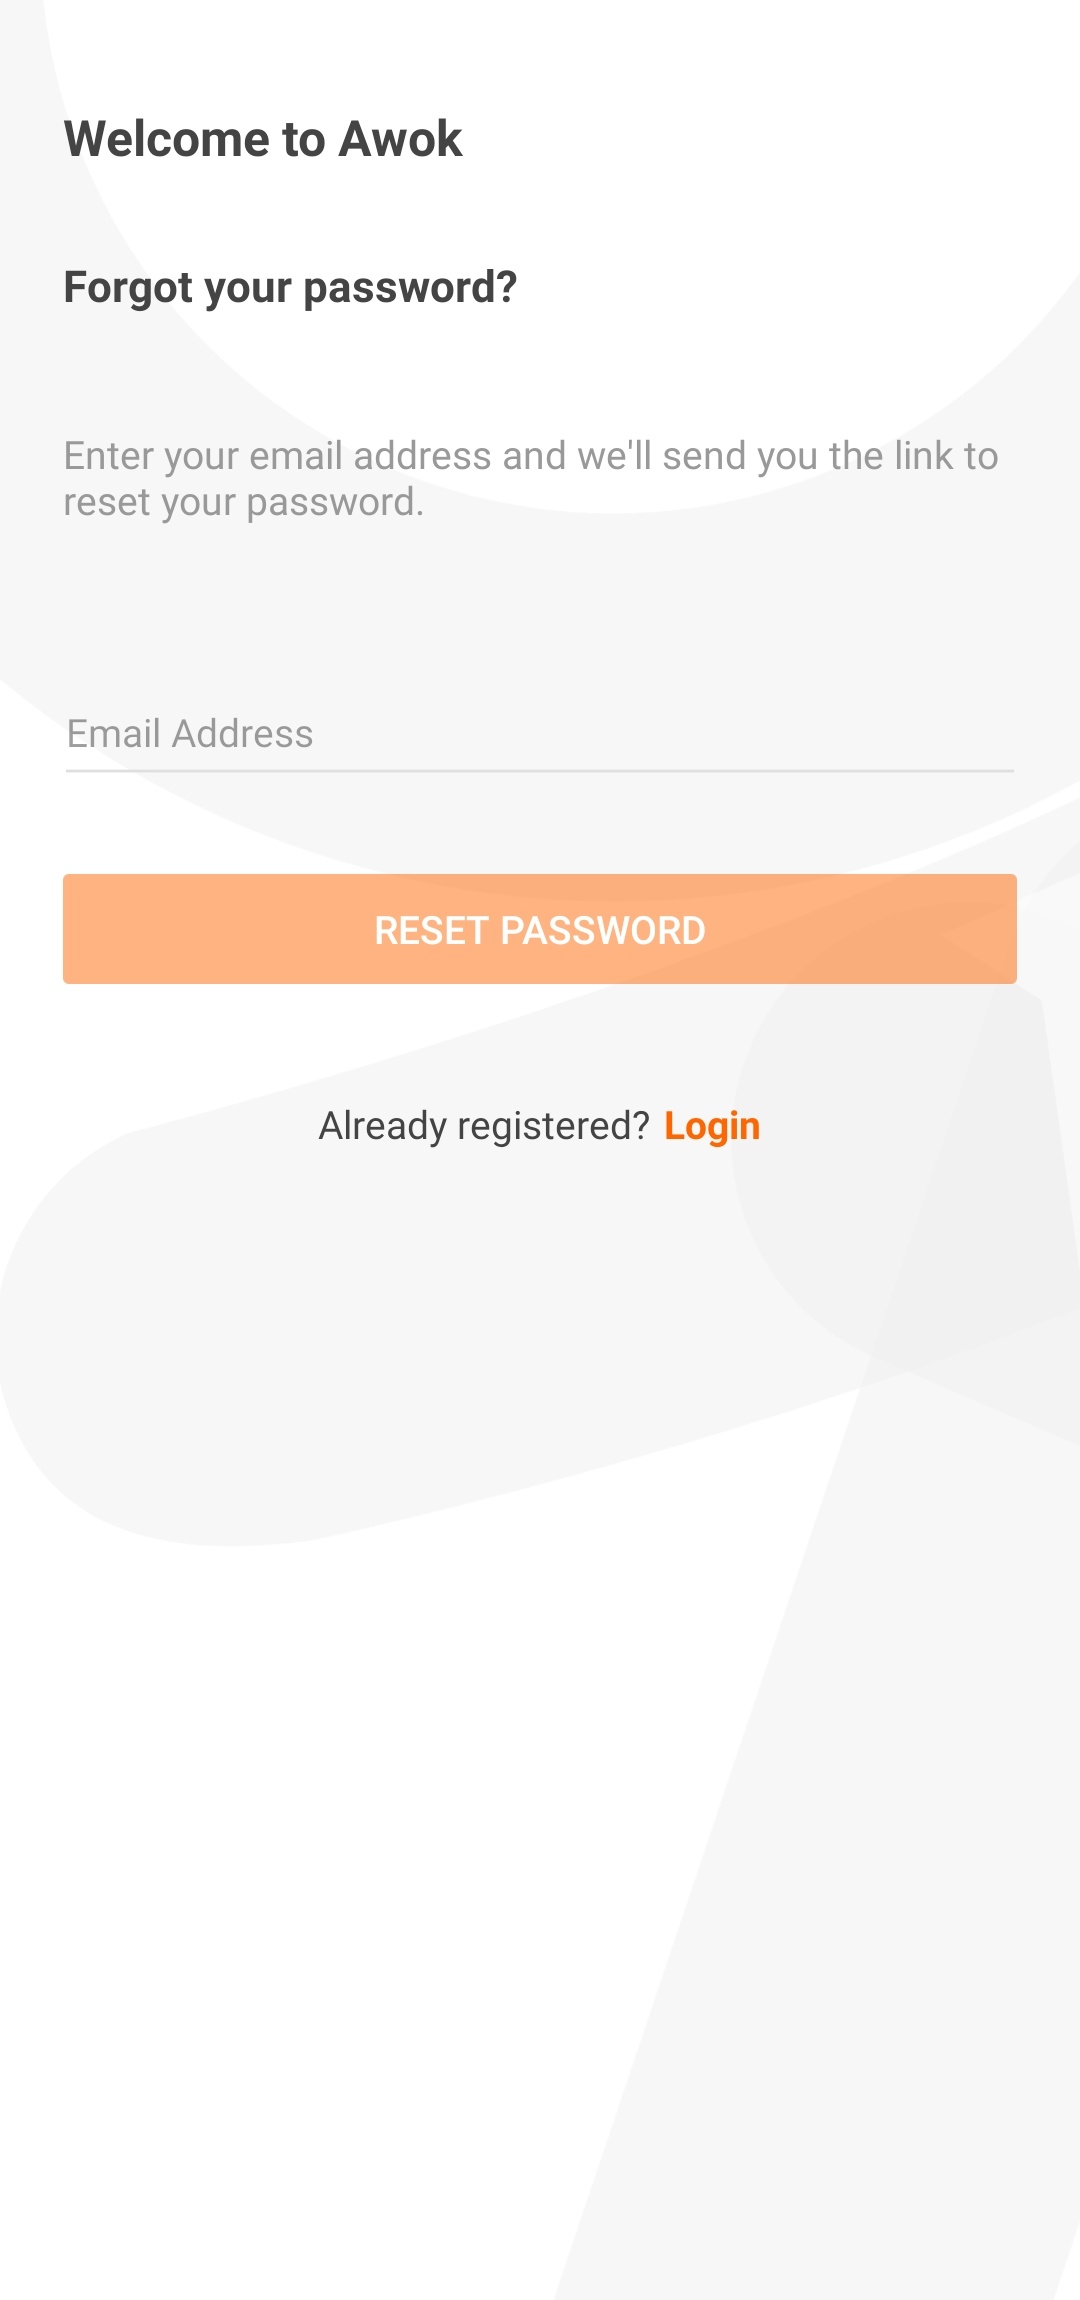 Welcome to Awok
Forgot your password?
Enter your email address and we'll send you the link to
reset your password.
Email Address
RESET PASSWORD
Already registered? Login